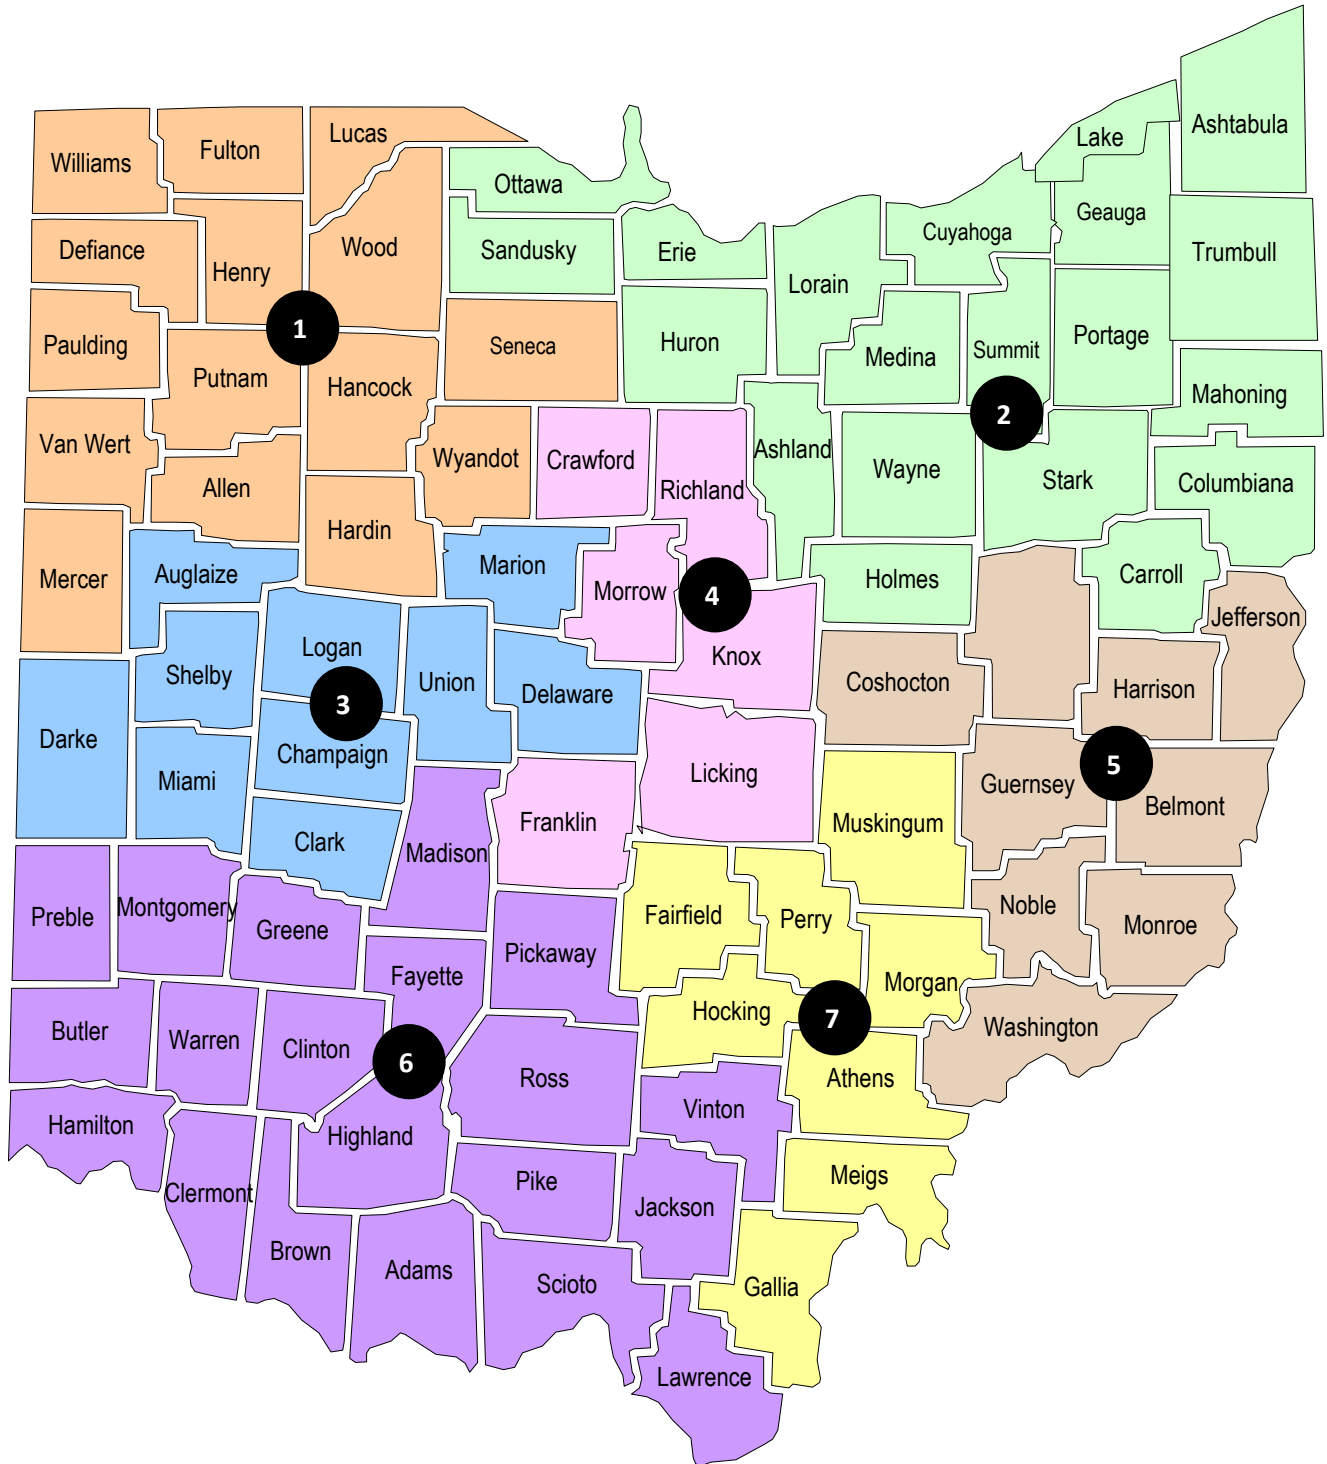 Ashtabula
Lake
Lucas
Fulton
Williams
Ottawa
Geauga
Cuyahoga
Wood
Defiance
Sandusky
Erie
Trumbull
Henry
Lorain
1
Portage
Huron
Seneca
Paulding
Summit
Medina
Putnam
Hancock
Mahoning
2
Van Wert
Ashland
Wyandot
Crawford
Wayne
Stark
Columbiana
Allen
Richland
Hardin
Marion
Auglaize
Carroll
Mercer
Holmes
Morrow
4
Jefferson
Logan
Knox
Shelby
Union
Coshocton
Harrison
Delaware
3
Darke
Champaign
5
Licking
Miami
Guernsey
Belmont
Franklin
Muskingum
Clark
Madison
Noble
Montgomery
Preble
Fairfield
Perry
Monroe
Greene
Pickaway
Fayette
Morgan
Hocking
7
Washington
Butler
Warren
Clinton
6
Ross
Athens
Vinton
Hamilton
Highland
Meigs
Pike
Clermont
Jackson
Brown
Adams
Scioto
Gallia
Lawrence